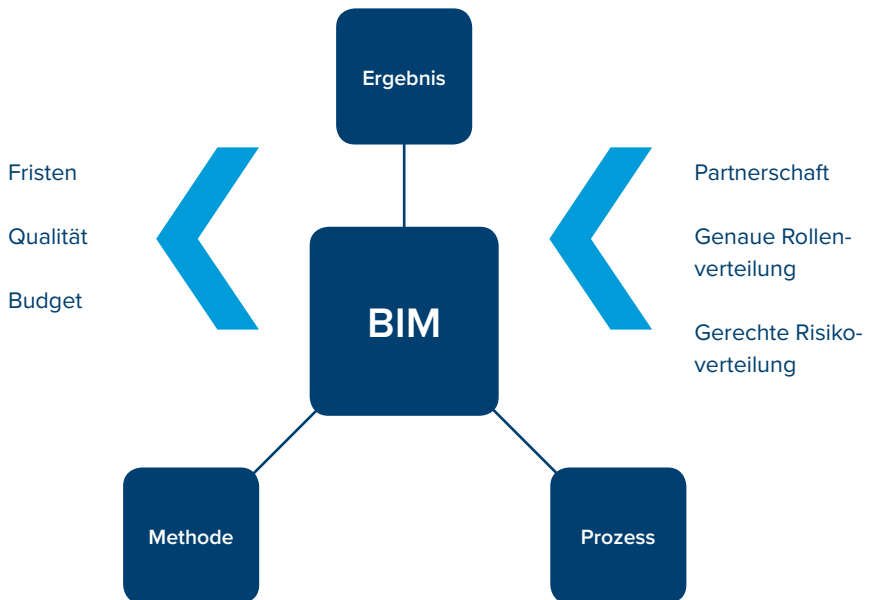 Ergebnis
Fristen
Qualität
Budget
BIM
Partnerschaft
Genaue Rollen-
verteilung
Gerechte Risiko-
verteilung
Methode
Prozess